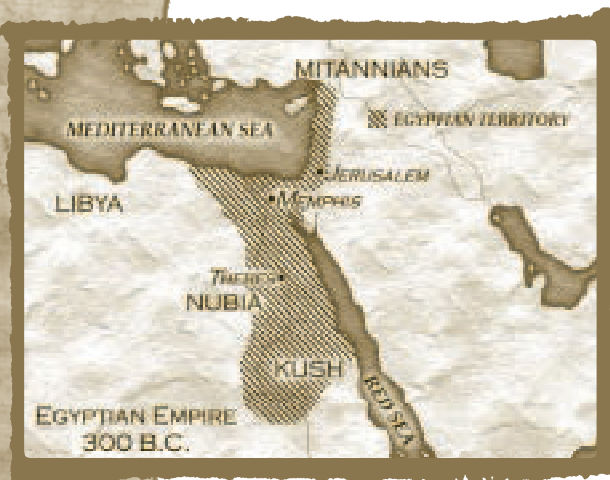 MITANNIANS
EGYPTIAN TERRITORY
MEDITERRANEAN SEA
JERUSALEM
LIBYA
MEMPHIS
THEBES
NUBIA
KUSH
RED SEA
EGYPTIAN EMPIRE
300 B.C.